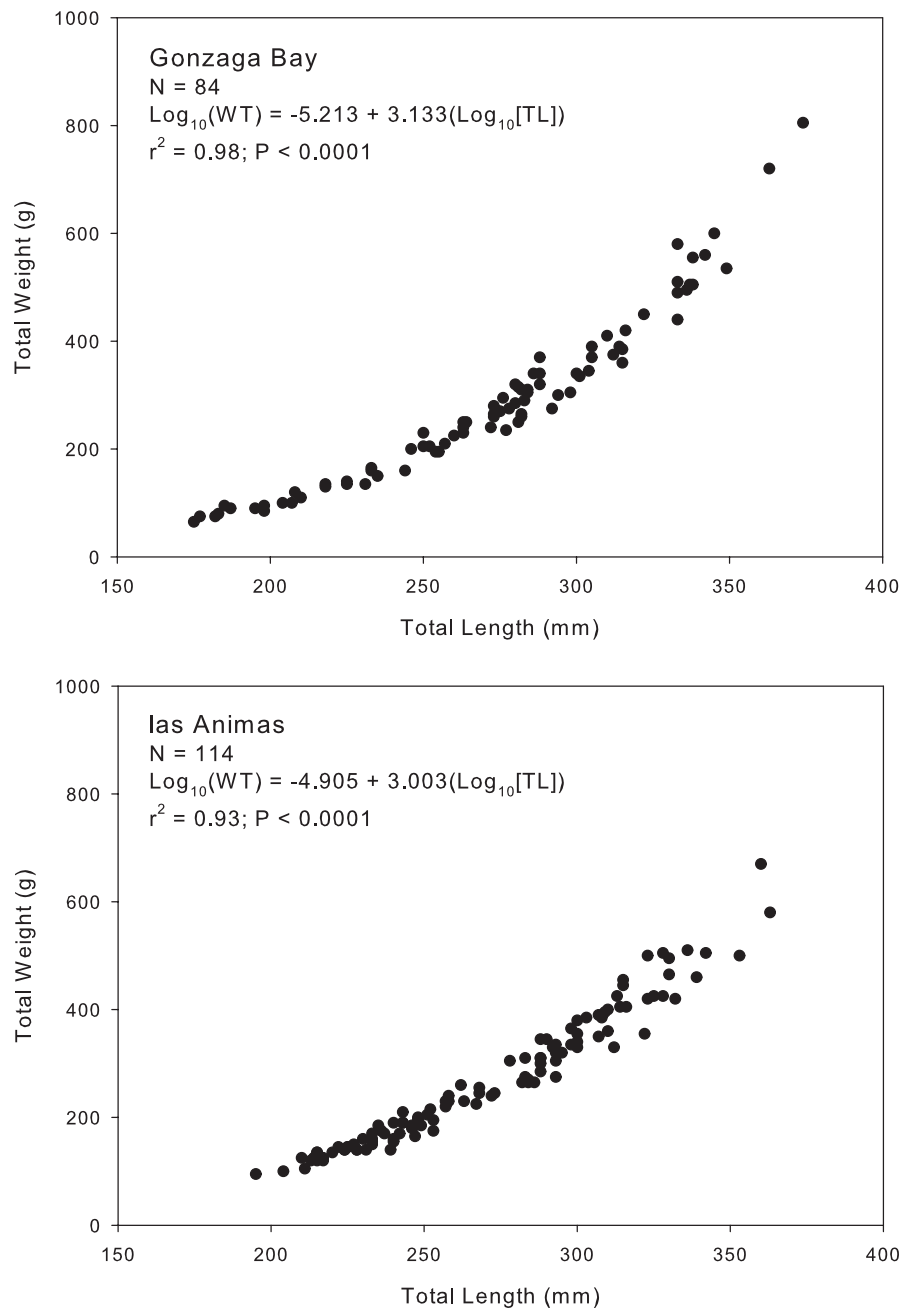 1000
800
600
400
200
0
Total Weight (g)
Gonzaga Bay
N = 84
Log₁₀(WT) = -5.213 + 3.133(Log₁₀[TL])
r² = 0.98; P < 0.0001
150 200 250 300 350 400
Total Length (mm)
1000
800
600
400
200
0
Total Weight (g)
las Animas
N = 114
Log₁₀(WT) = -4.905 + 3.003(Log₁₀[TL])
r² = 0.93; P < 0.0001
150 200 250 300 350 400
Total Length (mm)